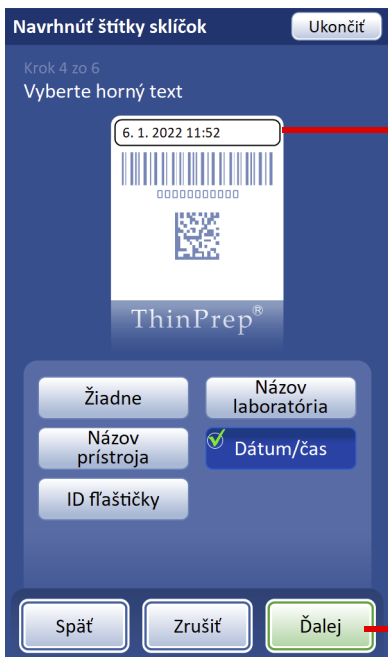 Navrhnúť štítky sklíčok
Ukončiť
Krok 4 zo 6
Vyberte horný text
6. 1. 2022 11:52
00000000000
ThinPrep®
Žiadne
Názov
laboratória
Názov
prístroja
Dátum/čas
ID fľaštičky
Späť
Zrušiť
Ďalej